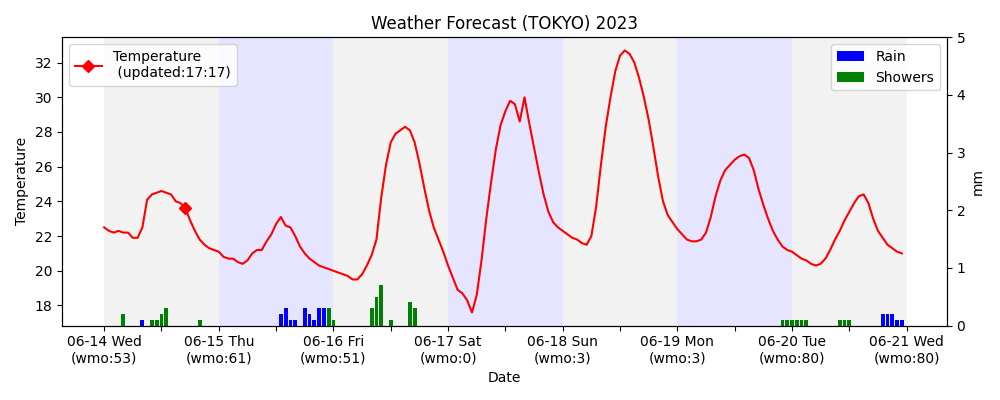 Weather Forecast (TOKYO) 2023
Temperature
(updated:17:17)
Rain
Showers
32
30
28
26
24
22
20
18
Temperature
5
4
3
2
1
0
mm
06-14 Wed
(wmo:53)
06-15 Thu
(wmo:61)
06-16 Fri
(wmo:51)
06-17 Sat
(wmo:0)
06-18 Sun
(wmo:3)
06-19 Mon
(wmo:3)
06-20 Tue
(wmo:80)
06-21 Wed
(wmo:80)
Date